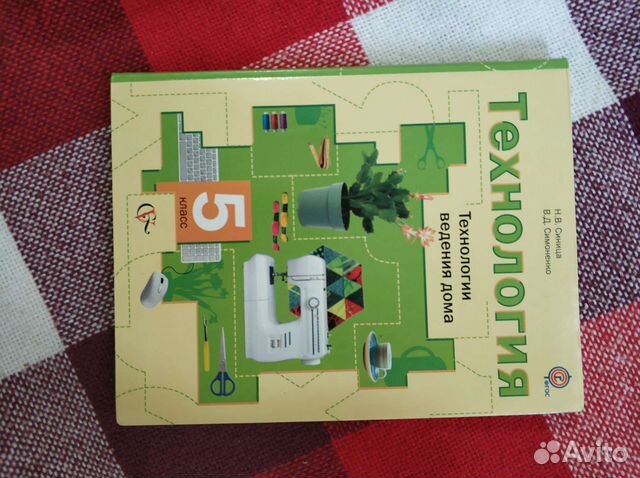 Н.В. Синица
В.Д. Симоненко
Технология
Технологии
ведения дома
5
класс
ФГОС
Avito